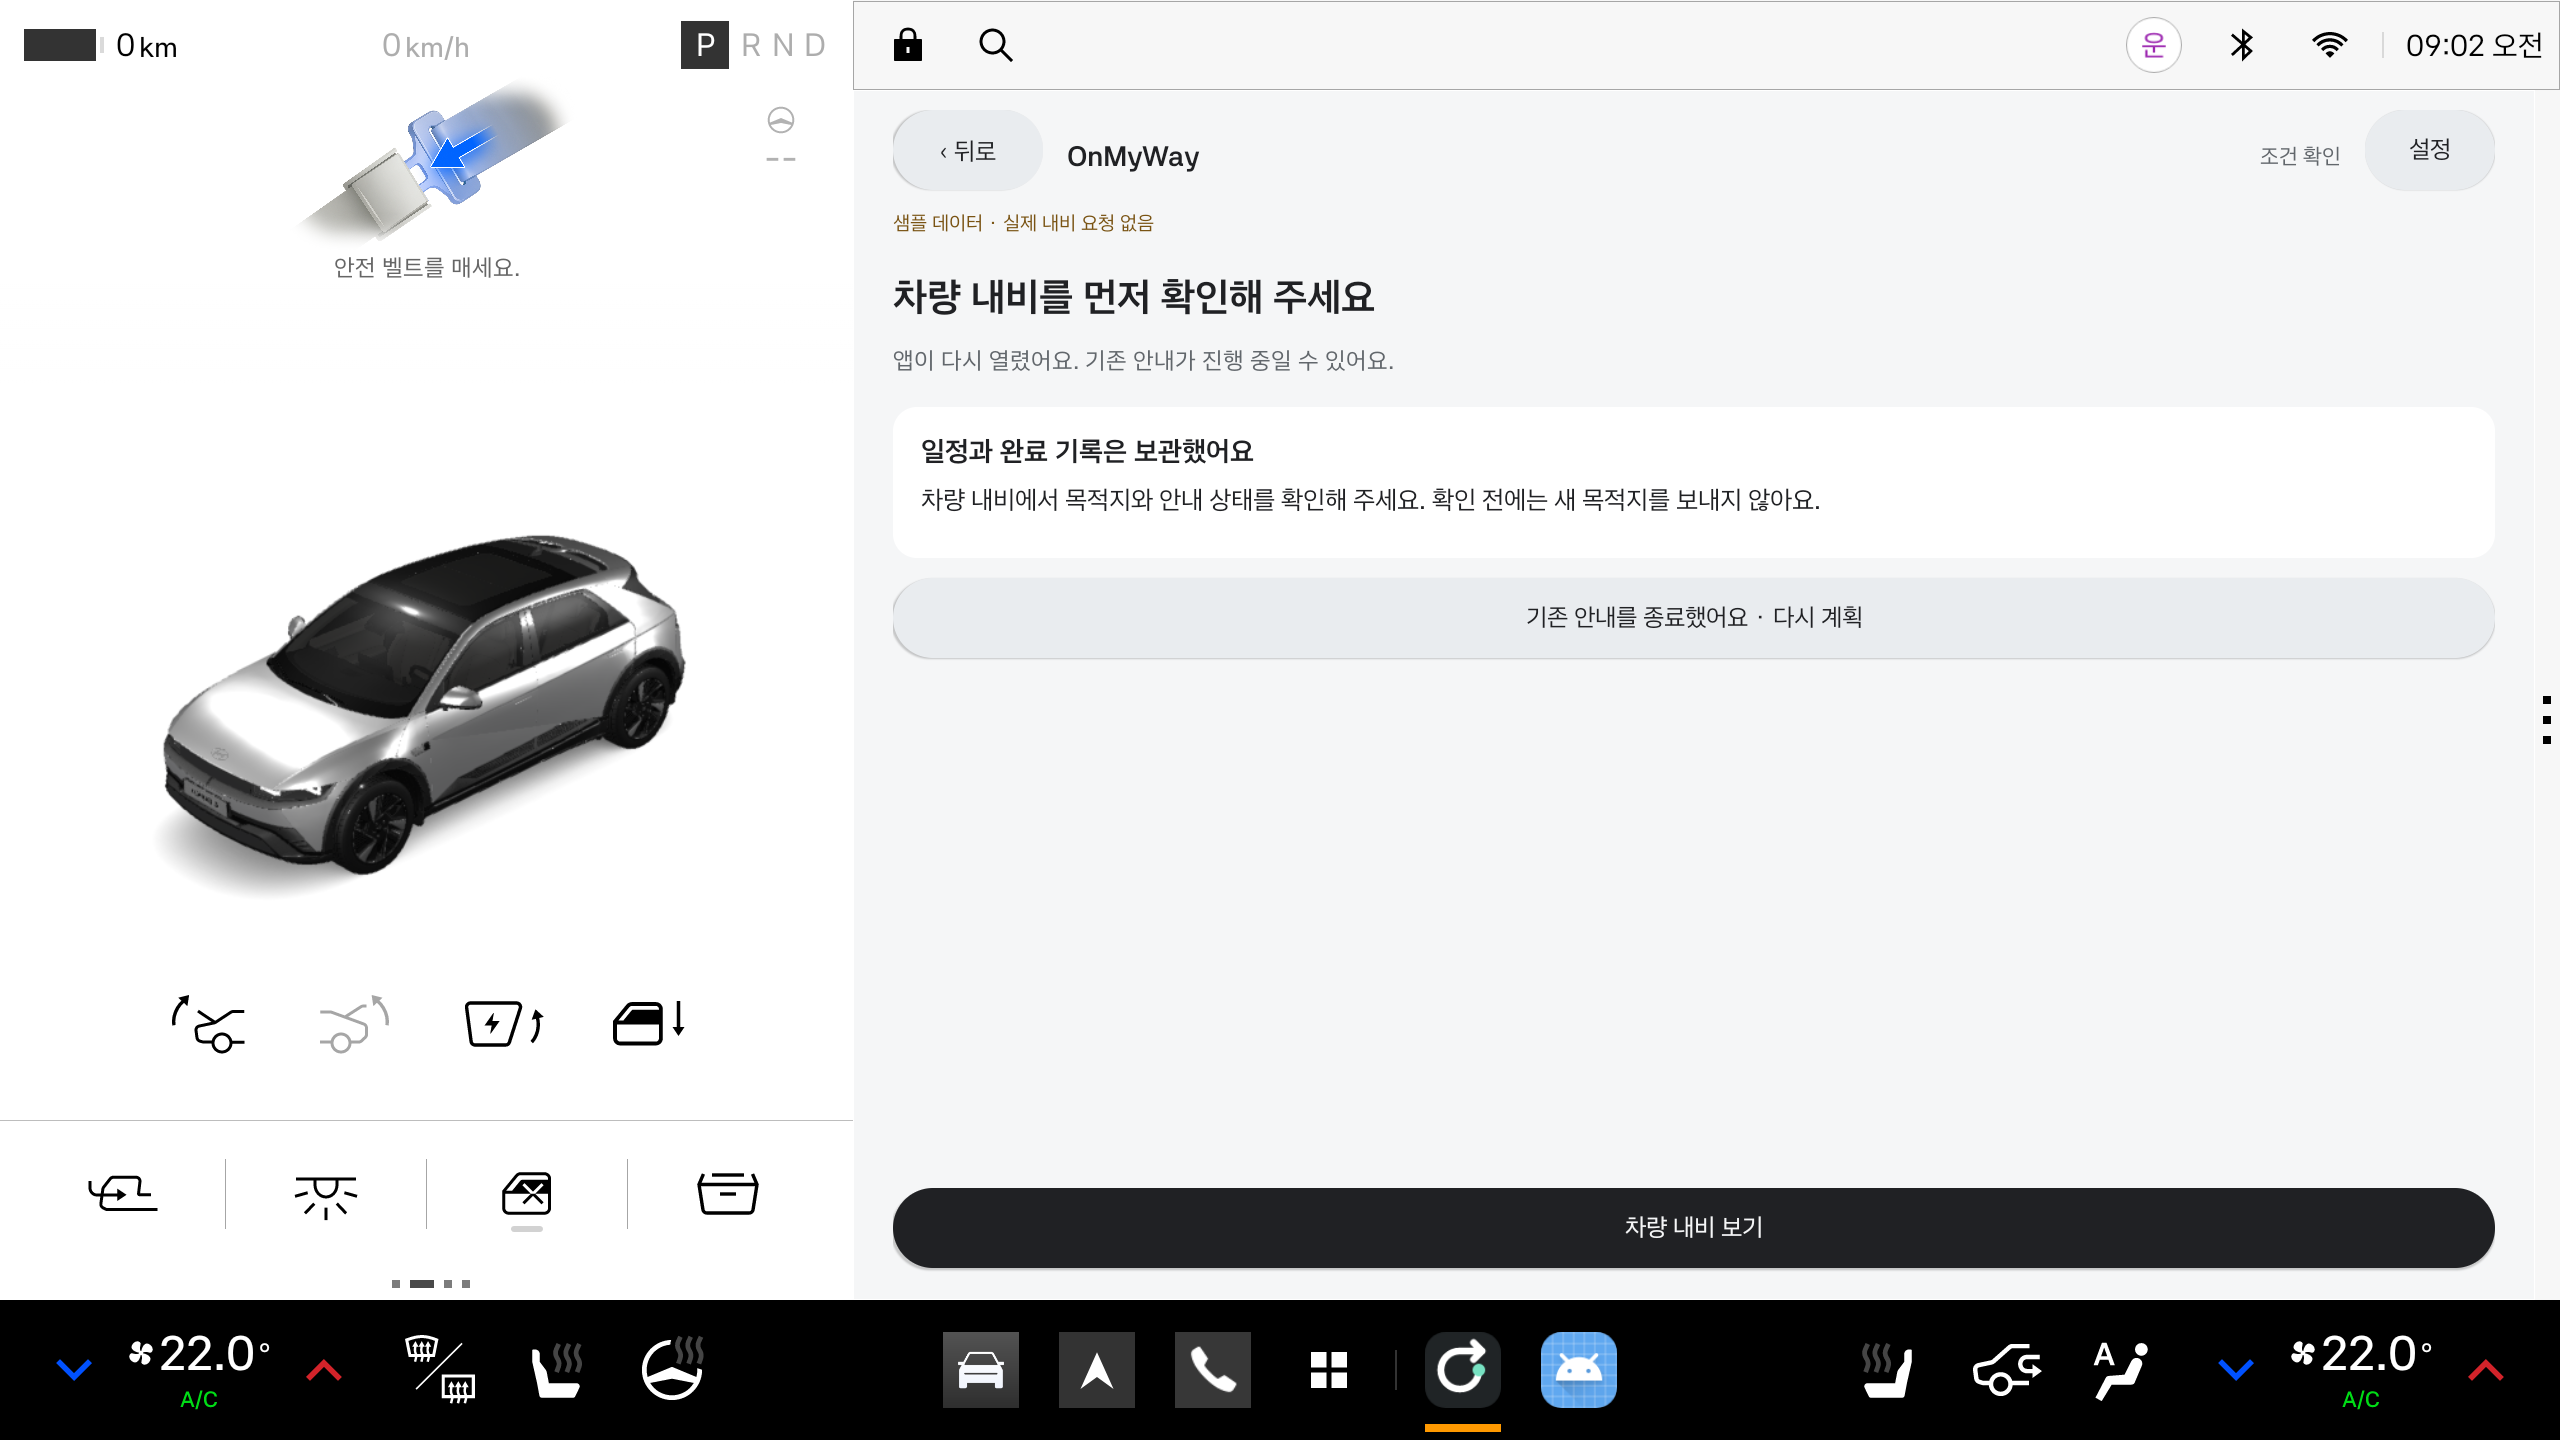 0 km
0 km/h
P R N D
운
09:02 오전
안전 벨트를 매세요.
‹ 뒤로
OnMyWay
조건 확인
설정
샘플 데이터 · 실제 내비 요청 없음
차량 내비를 먼저 확인해 주세요
앱이 다시 열렸어요. 기존 안내가 진행 중일 수 있어요.
일정과 완료 기록은 보관했어요
차량 내비에서 목적지와 안내 상태를 확인해 주세요. 확인 전에는 새 목적지를 보내지 않아요.
기존 안내를 종료했어요 · 다시 계획
차량 내비 보기
22.0°
A/C
A
22.0°
A/C